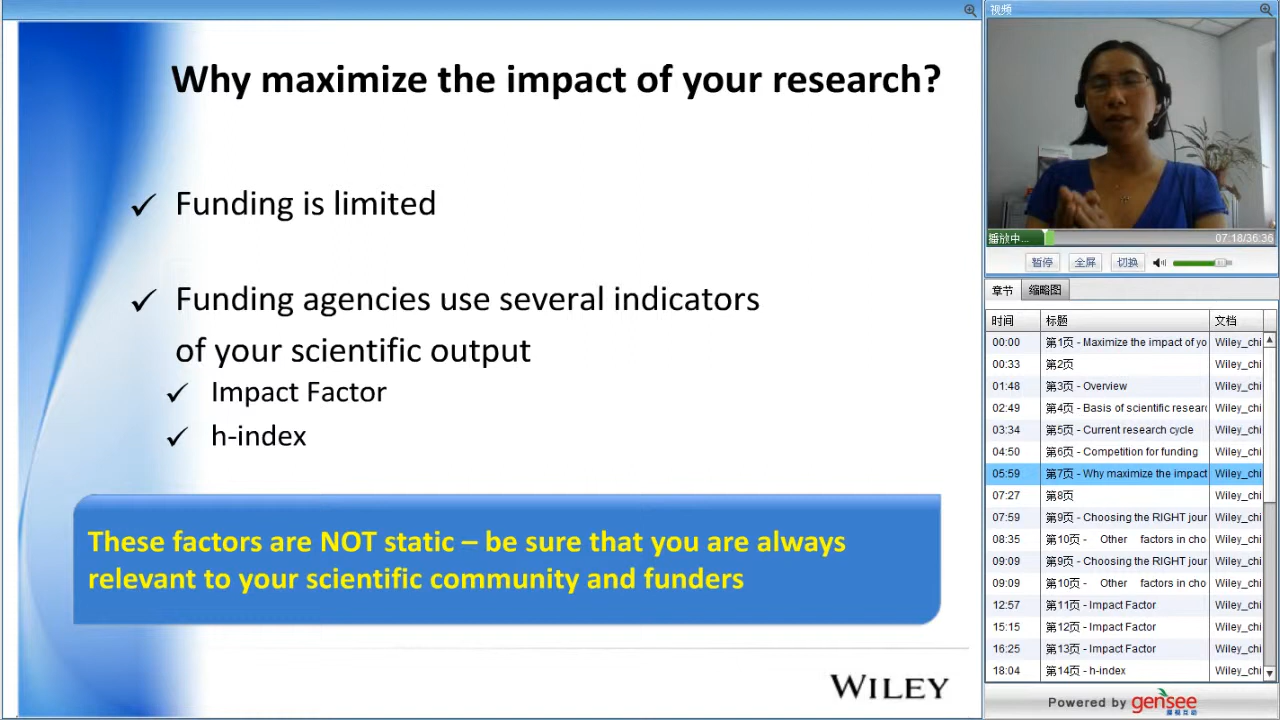 Why maximize the impact of your research?
✓ Funding is limited
✓ Funding agencies use several indicators
of your scientific output
✓ Impact Factor
✓ h-index
These factors are NOT static – be sure that you are always
relevant to your scientific community and funders
WILEY
视频
播放中...
07:18/36:36
暂停 全屏 切换
章节 缩略图
时间 标题 文档
00:00 第1页 - Maximize the impact of yo Wiley_chi
00:33 第2页 Wiley_chi
01:48 第3页 - Overview Wiley_chi
02:49 第4页 - Basis of scientific researc Wiley_chi
03:34 第5页 - Current research cycle Wiley_chi
04:50 第6页 - Competition for funding Wiley_chi
05:59 第7页 - Why maximize the impact Wiley_chi
07:27 第8页 Wiley_chi
07:59 第9页 - Choosing the RIGHT jour Wiley_chi
08:35 第10页 - Other factors in cho Wiley_chi
09:09 第9页 - Choosing the RIGHT jour Wiley_chi
09:09 第10页 - Other factors in cho Wiley_chi
12:57 第11页 - Impact Factor Wiley_chi
15:15 第12页 - Impact Factor Wiley_chi
16:25 第13页 - Impact Factor Wiley_chi
18:04 第14页 - h-index Wiley_chi
Powered by gensee